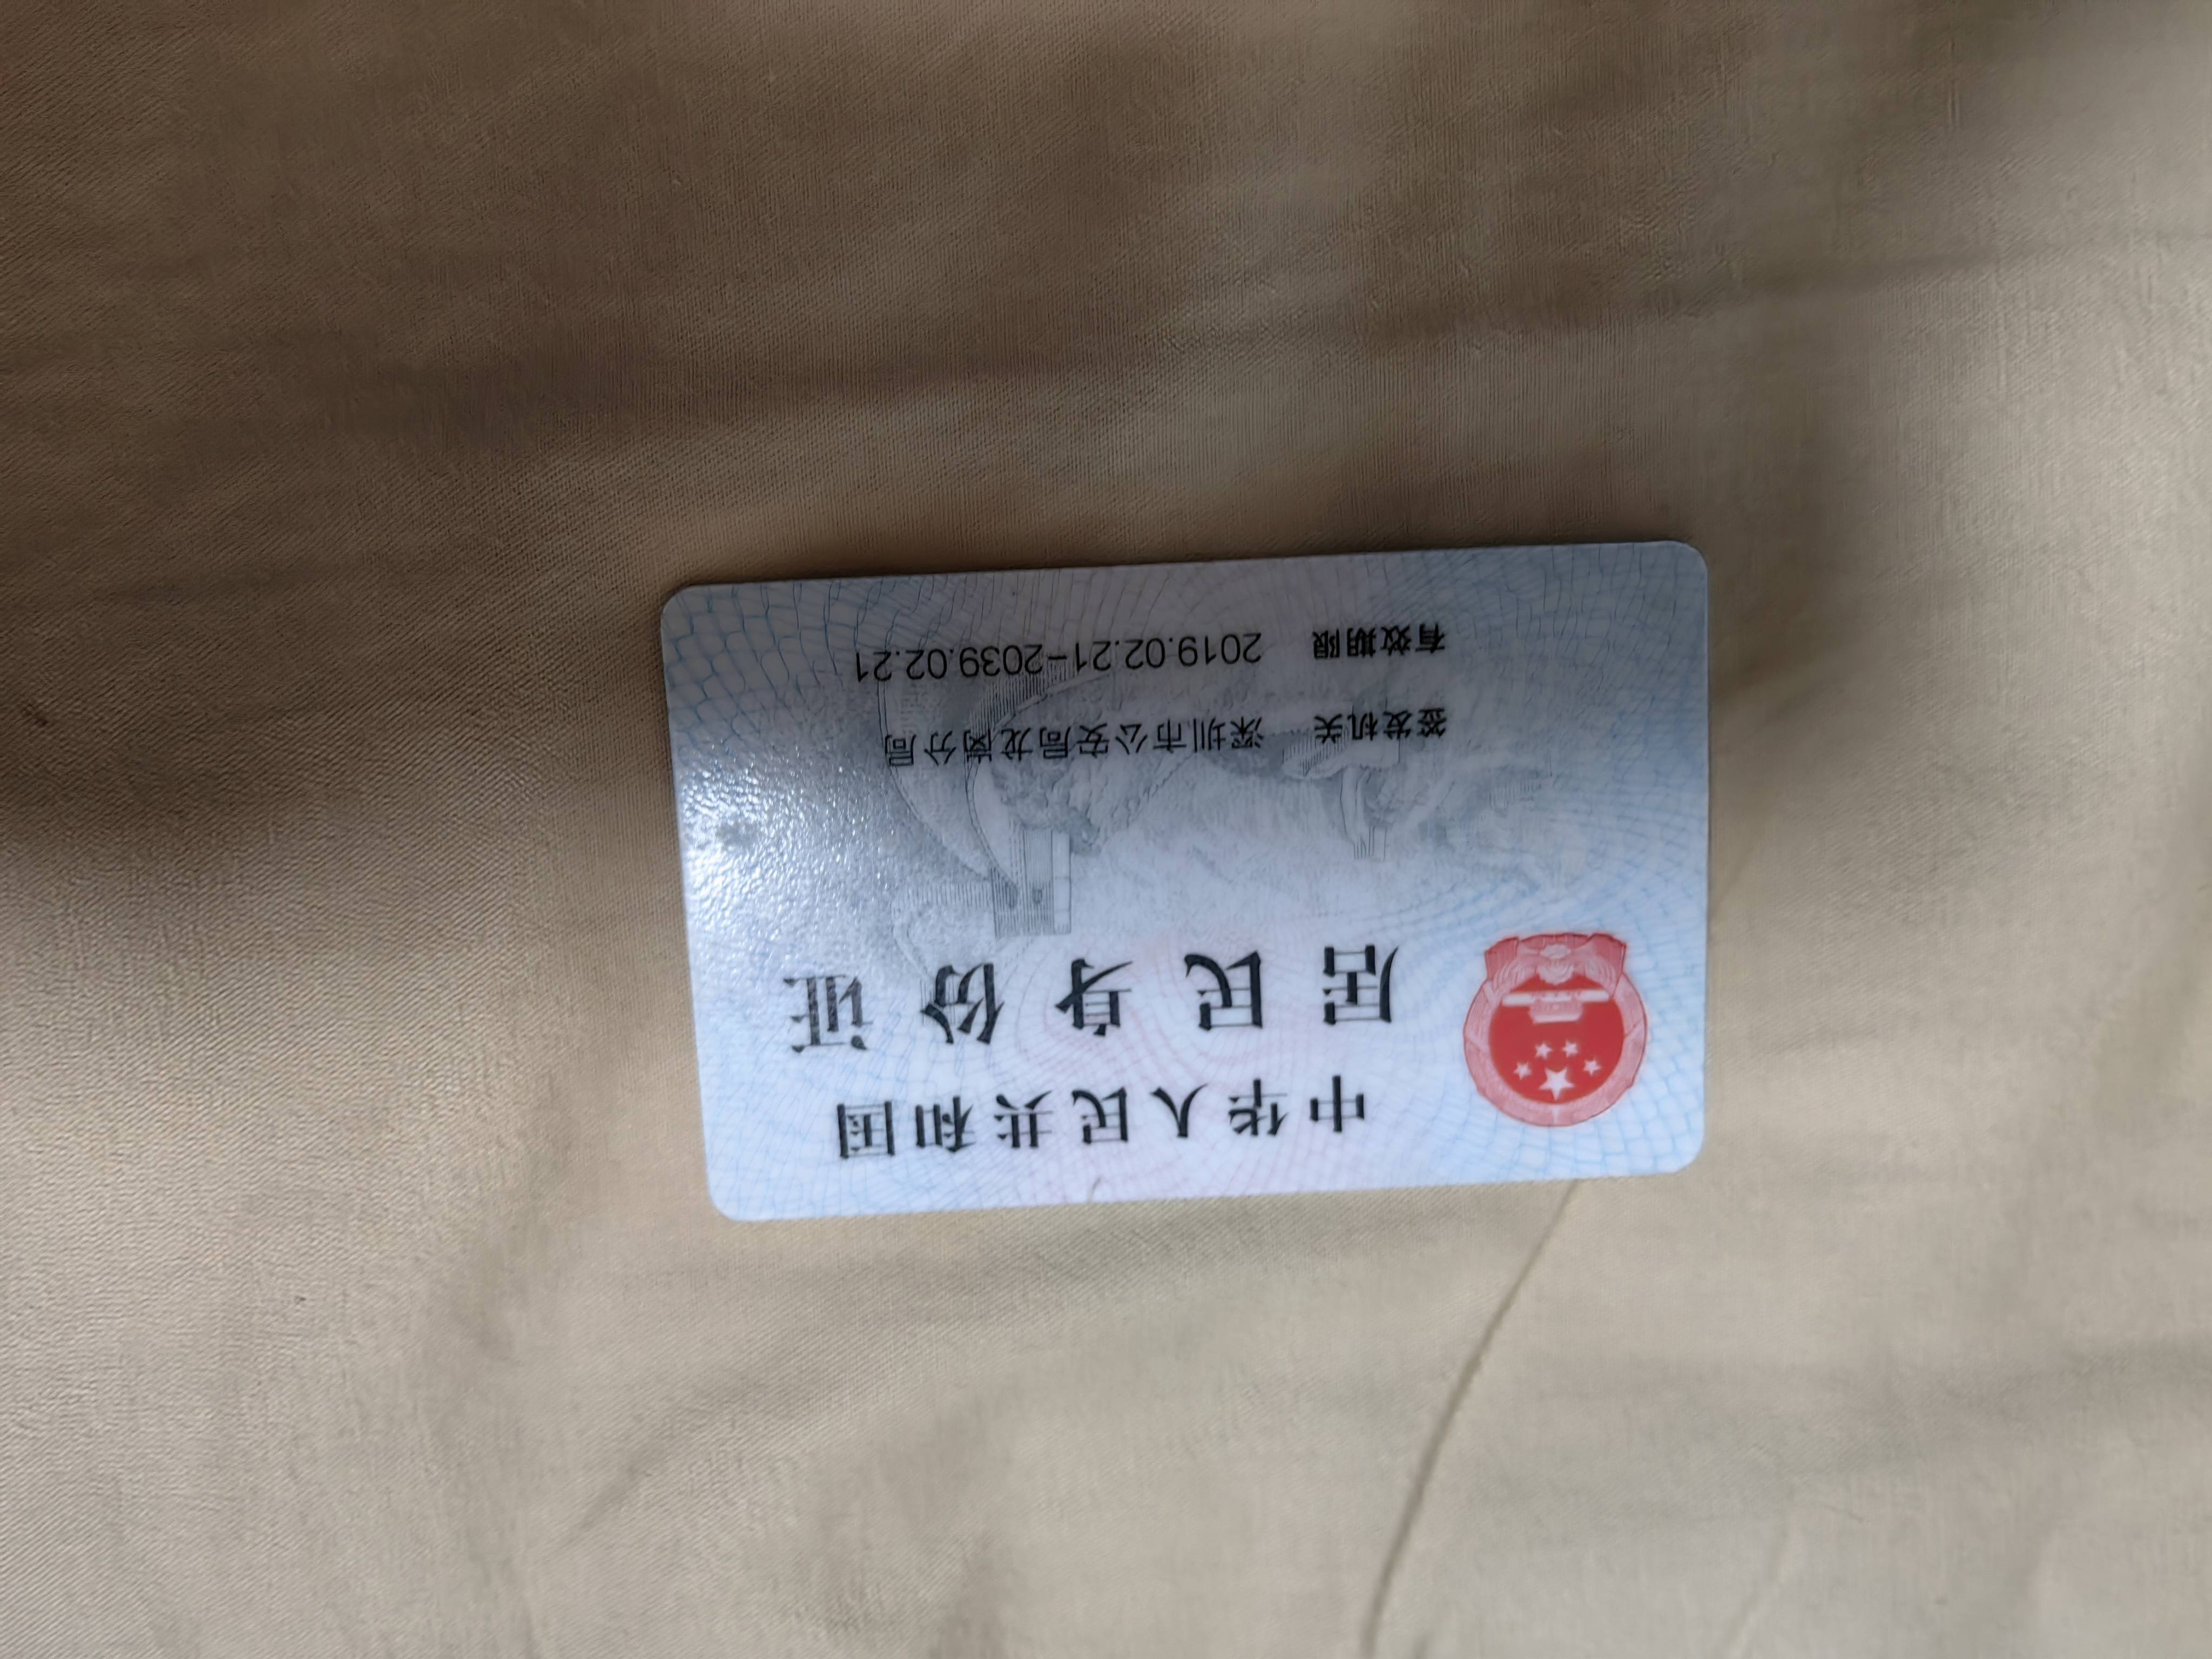 中华人民共和国
居民身份证
签发机关 深圳市公安局龙岗分局
有效期限 2019.02.21-2039.02.21